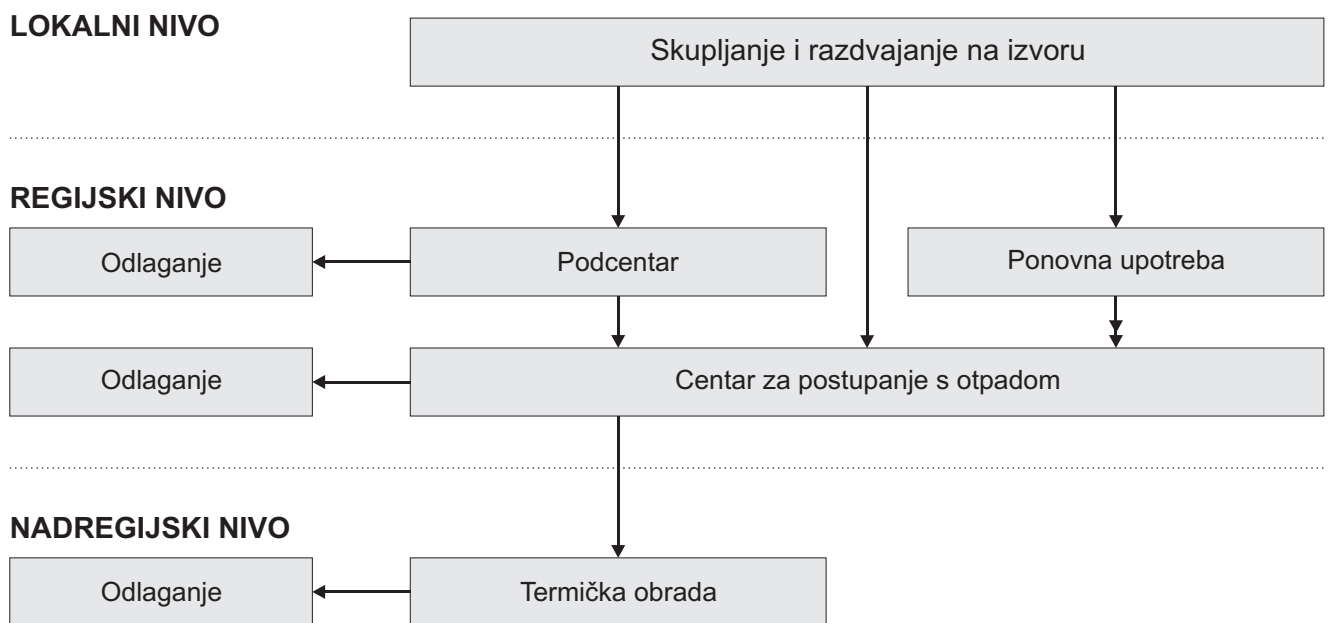 LOKALNI NIVO
Skupljanje i razdvajanje na izvoru
REGIJSKI NIVO
Odlaganje
Podcentar
Ponovna upotreba
Odlaganje
Centar za postupanje s otpadom
NADREGIJSKI NIVO
Odlaganje
Termička obrada